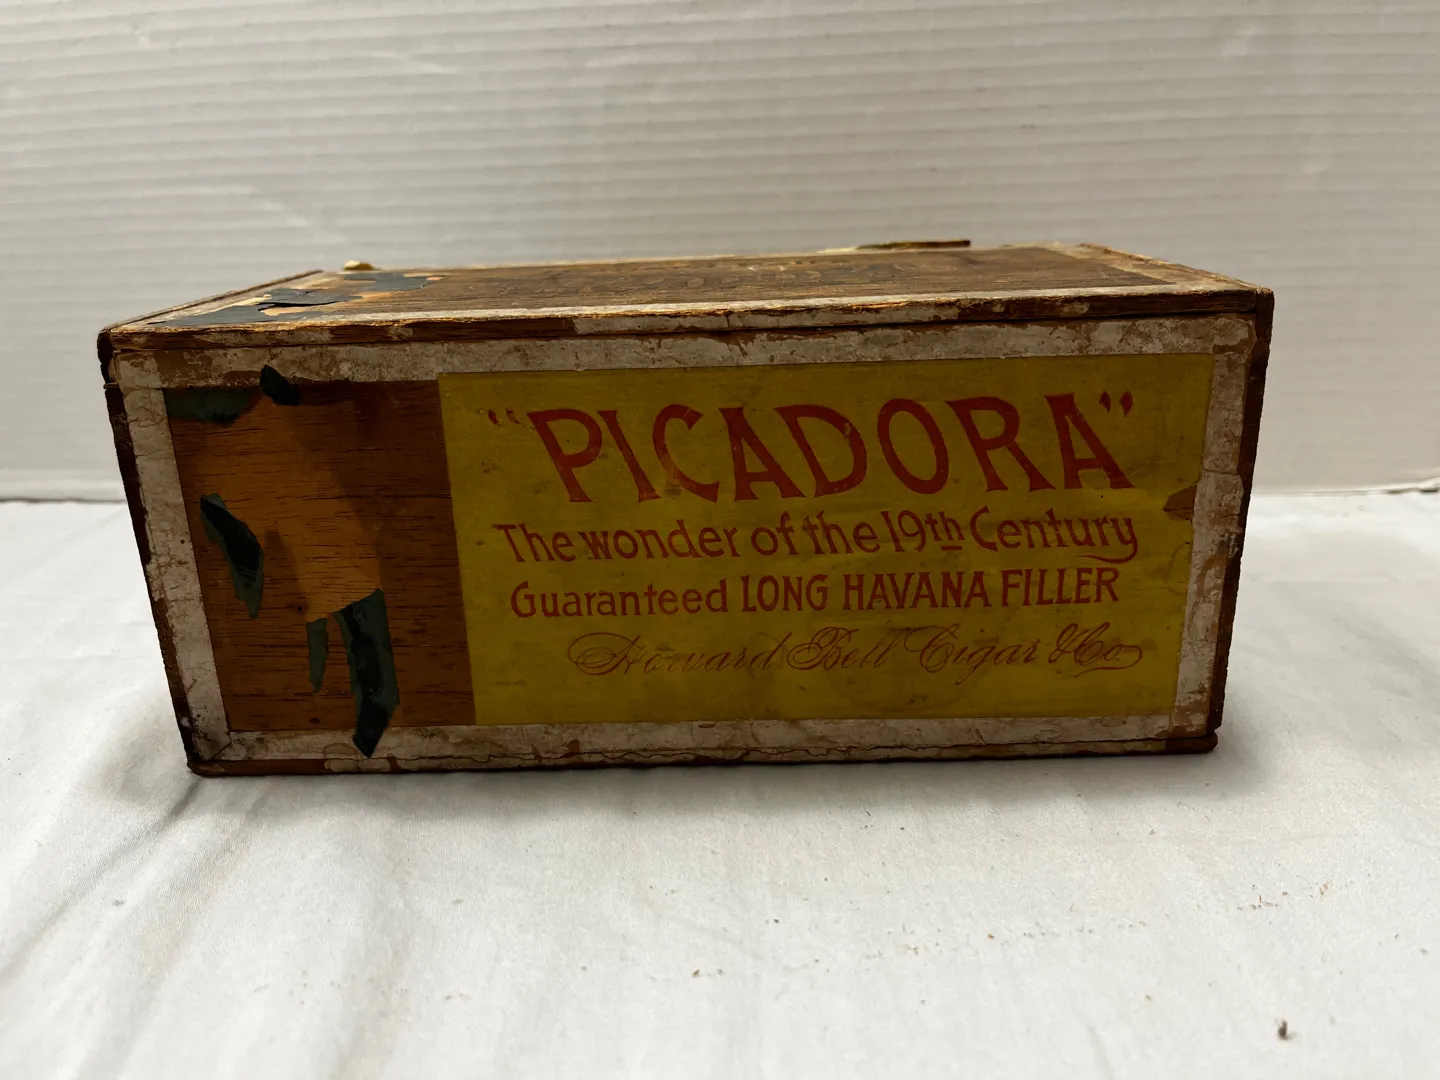 "PICADORA"
The wonder of the 19th Century
Guaranteed LONG HAVANA FILLER
Howard Bell Cigar & Co.